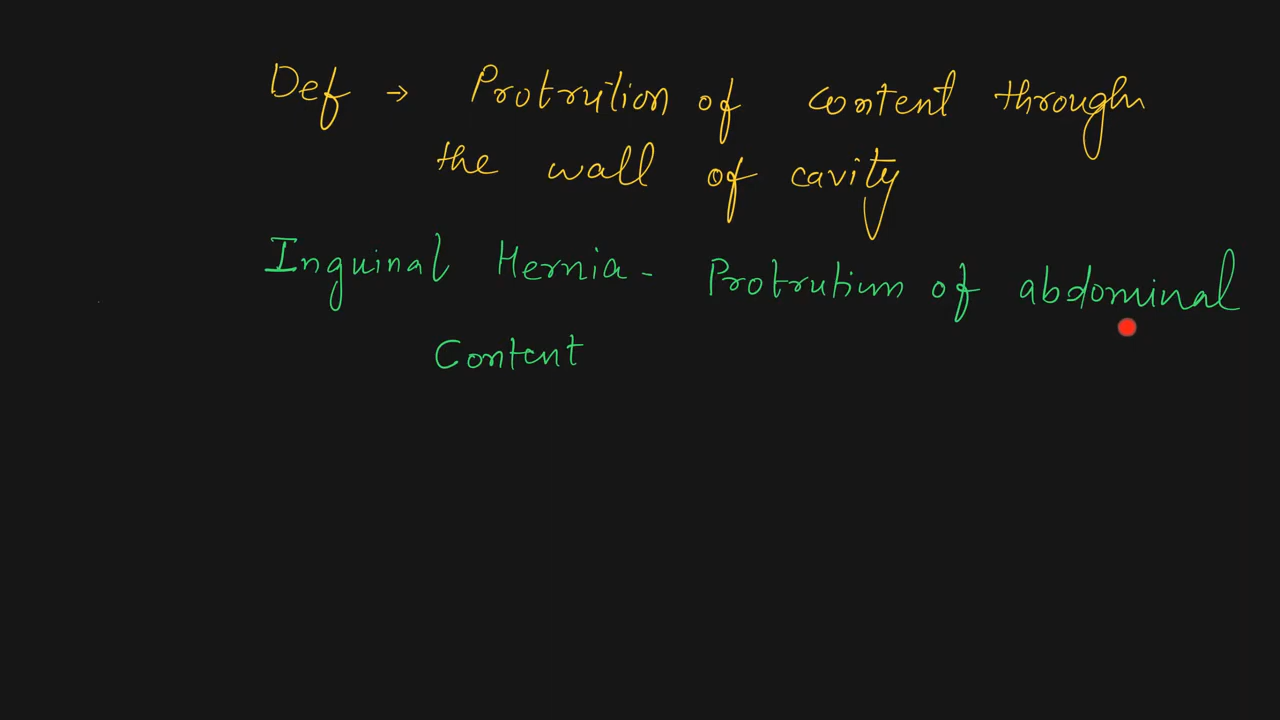 Def → Protrution of content through
the wall of cavity
Inguinal Hernia - Protrution of abdominal
Content